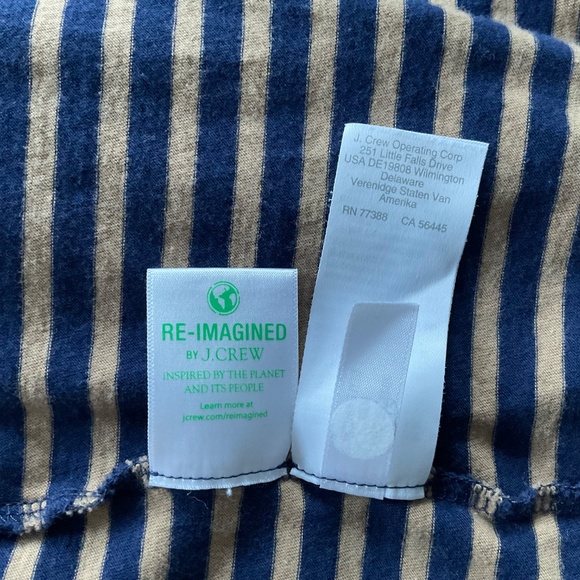 RE-IMAGINED
BY J.CREW
INSPIRED BY THE PLANET
AND ITS PEOPLE
Learn more at
jcrew.com/reimagined
J. Crew Operating Corp
251 Little Falls Drive
USA DE19808 Wilmington
Delaware
Verenidge Staten Van
Amerika
RN 77388 CA 56445